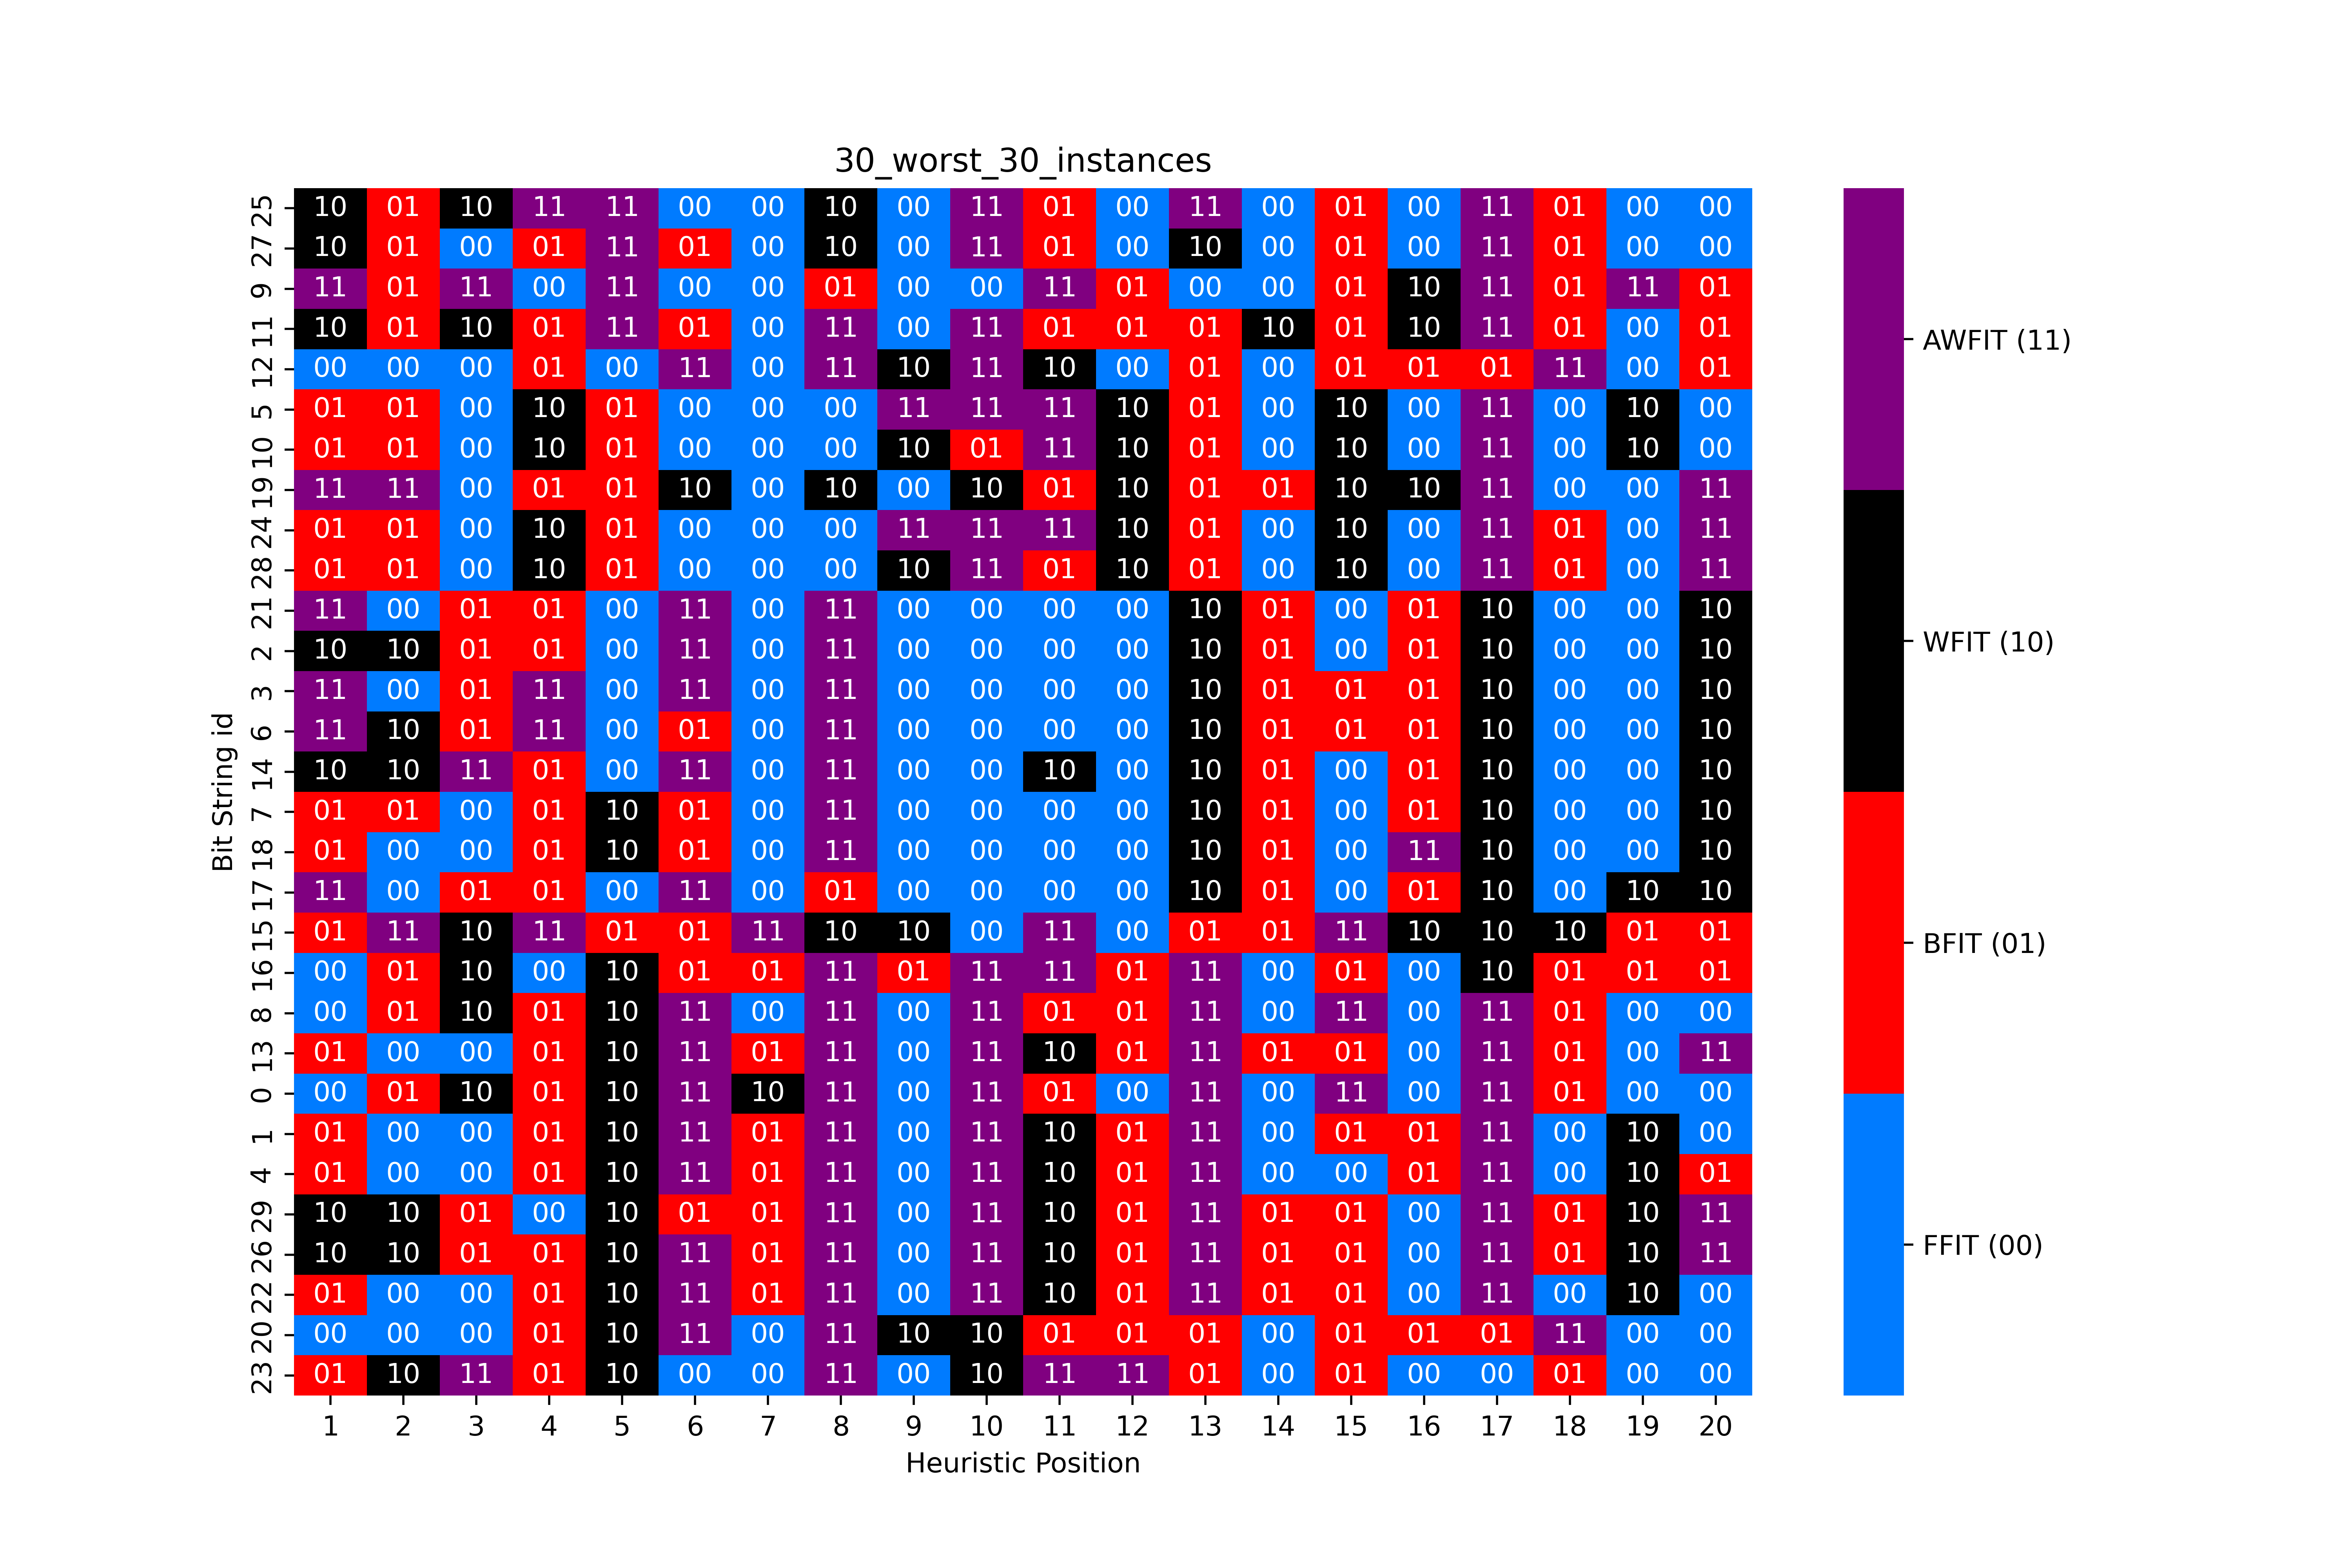 30_worst_30_instances
25 10 01 10 11 11 00 00 10 00 11 01 00 11 00 01 00 11 01 00 00
27 10 01 00 01 11 01 00 10 00 11 01 00 10 00 01 00 11 01 00 00
9 11 01 11 00 11 00 00 01 00 00 11 01 00 00 01 10 11 01 11 01
11 10 01 10 01 11 01 00 11 00 11 01 01 01 10 01 10 11 01 00 01
12 00 00 00 01 00 11 00 11 10 11 10 00 01 00 01 01 01 11 00 01
5 01 01 00 10 01 00 00 00 11 11 11 10 01 00 10 00 11 00 10 00
10 01 01 00 10 01 00 00 00 10 01 11 10 01 00 10 00 11 00 10 00
19 11 11 00 01 01 10 00 10 00 10 01 10 01 01 10 10 11 00 00 11
24 01 01 00 10 01 00 00 00 11 11 11 10 01 00 10 00 11 01 00 11
28 01 01 00 10 01 00 00 00 10 11 01 10 01 00 10 00 11 01 00 11
21 11 00 01 01 00 11 00 11 00 00 00 00 10 01 00 01 10 00 00 10
2 10 10 01 01 00 11 00 11 00 00 00 00 10 01 00 01 10 00 00 10
3 11 00 01 11 00 11 00 11 00 00 00 00 10 01 01 01 10 00 00 10
6 11 10 01 11 00 01 00 11 00 00 00 00 10 01 01 01 10 00 00 10
14 10 10 11 01 00 11 00 11 00 00 10 00 10 01 00 01 10 00 00 10
7 01 01 00 01 10 01 00 11 00 00 00 00 10 01 00 01 10 00 00 10
18 01 00 00 01 10 01 00 11 00 00 00 00 10 01 00 11 10 00 00 10
17 11 00 01 01 00 11 00 01 00 00 00 00 10 01 00 01 10 00 10 10
15 01 11 10 11 01 01 11 10 10 00 11 00 01 01 11 10 10 10 01 01
16 00 01 10 00 10 01 01 11 01 11 11 01 11 00 01 00 10 01 01 01
8 00 01 10 01 10 11 00 11 00 11 01 01 11 00 11 00 11 01 00 00
13 01 00 00 01 10 11 01 11 00 11 10 01 11 01 01 00 11 01 00 11
0 00 01 10 01 10 11 10 11 00 11 01 00 11 00 11 00 11 01 00 00
1 01 00 00 01 10 11 01 11 00 11 10 01 11 00 01 01 11 00 10 00
4 01 00 00 01 10 11 01 11 00 11 10 01 11 00 00 01 11 00 10 01
29 10 10 01 00 10 01 01 11 00 11 10 01 11 01 01 00 11 01 10 11
26 10 10 01 01 10 11 01 11 00 11 10 01 11 01 01 00 11 01 10 11
22 01 00 00 01 10 11 01 11 00 11 10 01 11 01 01 00 11 00 10 00
20 00 00 00 01 10 11 00 11 10 10 01 01 01 00 01 01 01 11 00 00
23 01 10 11 01 10 00 00 11 00 10 11 11 01 00 01 00 00 01 00 00
1 2 3 4 5 6 7 8 9 10 11 12 13 14 15 16 17 18 19 20
Heuristic Position
Bit String id
AWFIT (11)
WFIT (10)
BFIT (01)
FFIT (00)